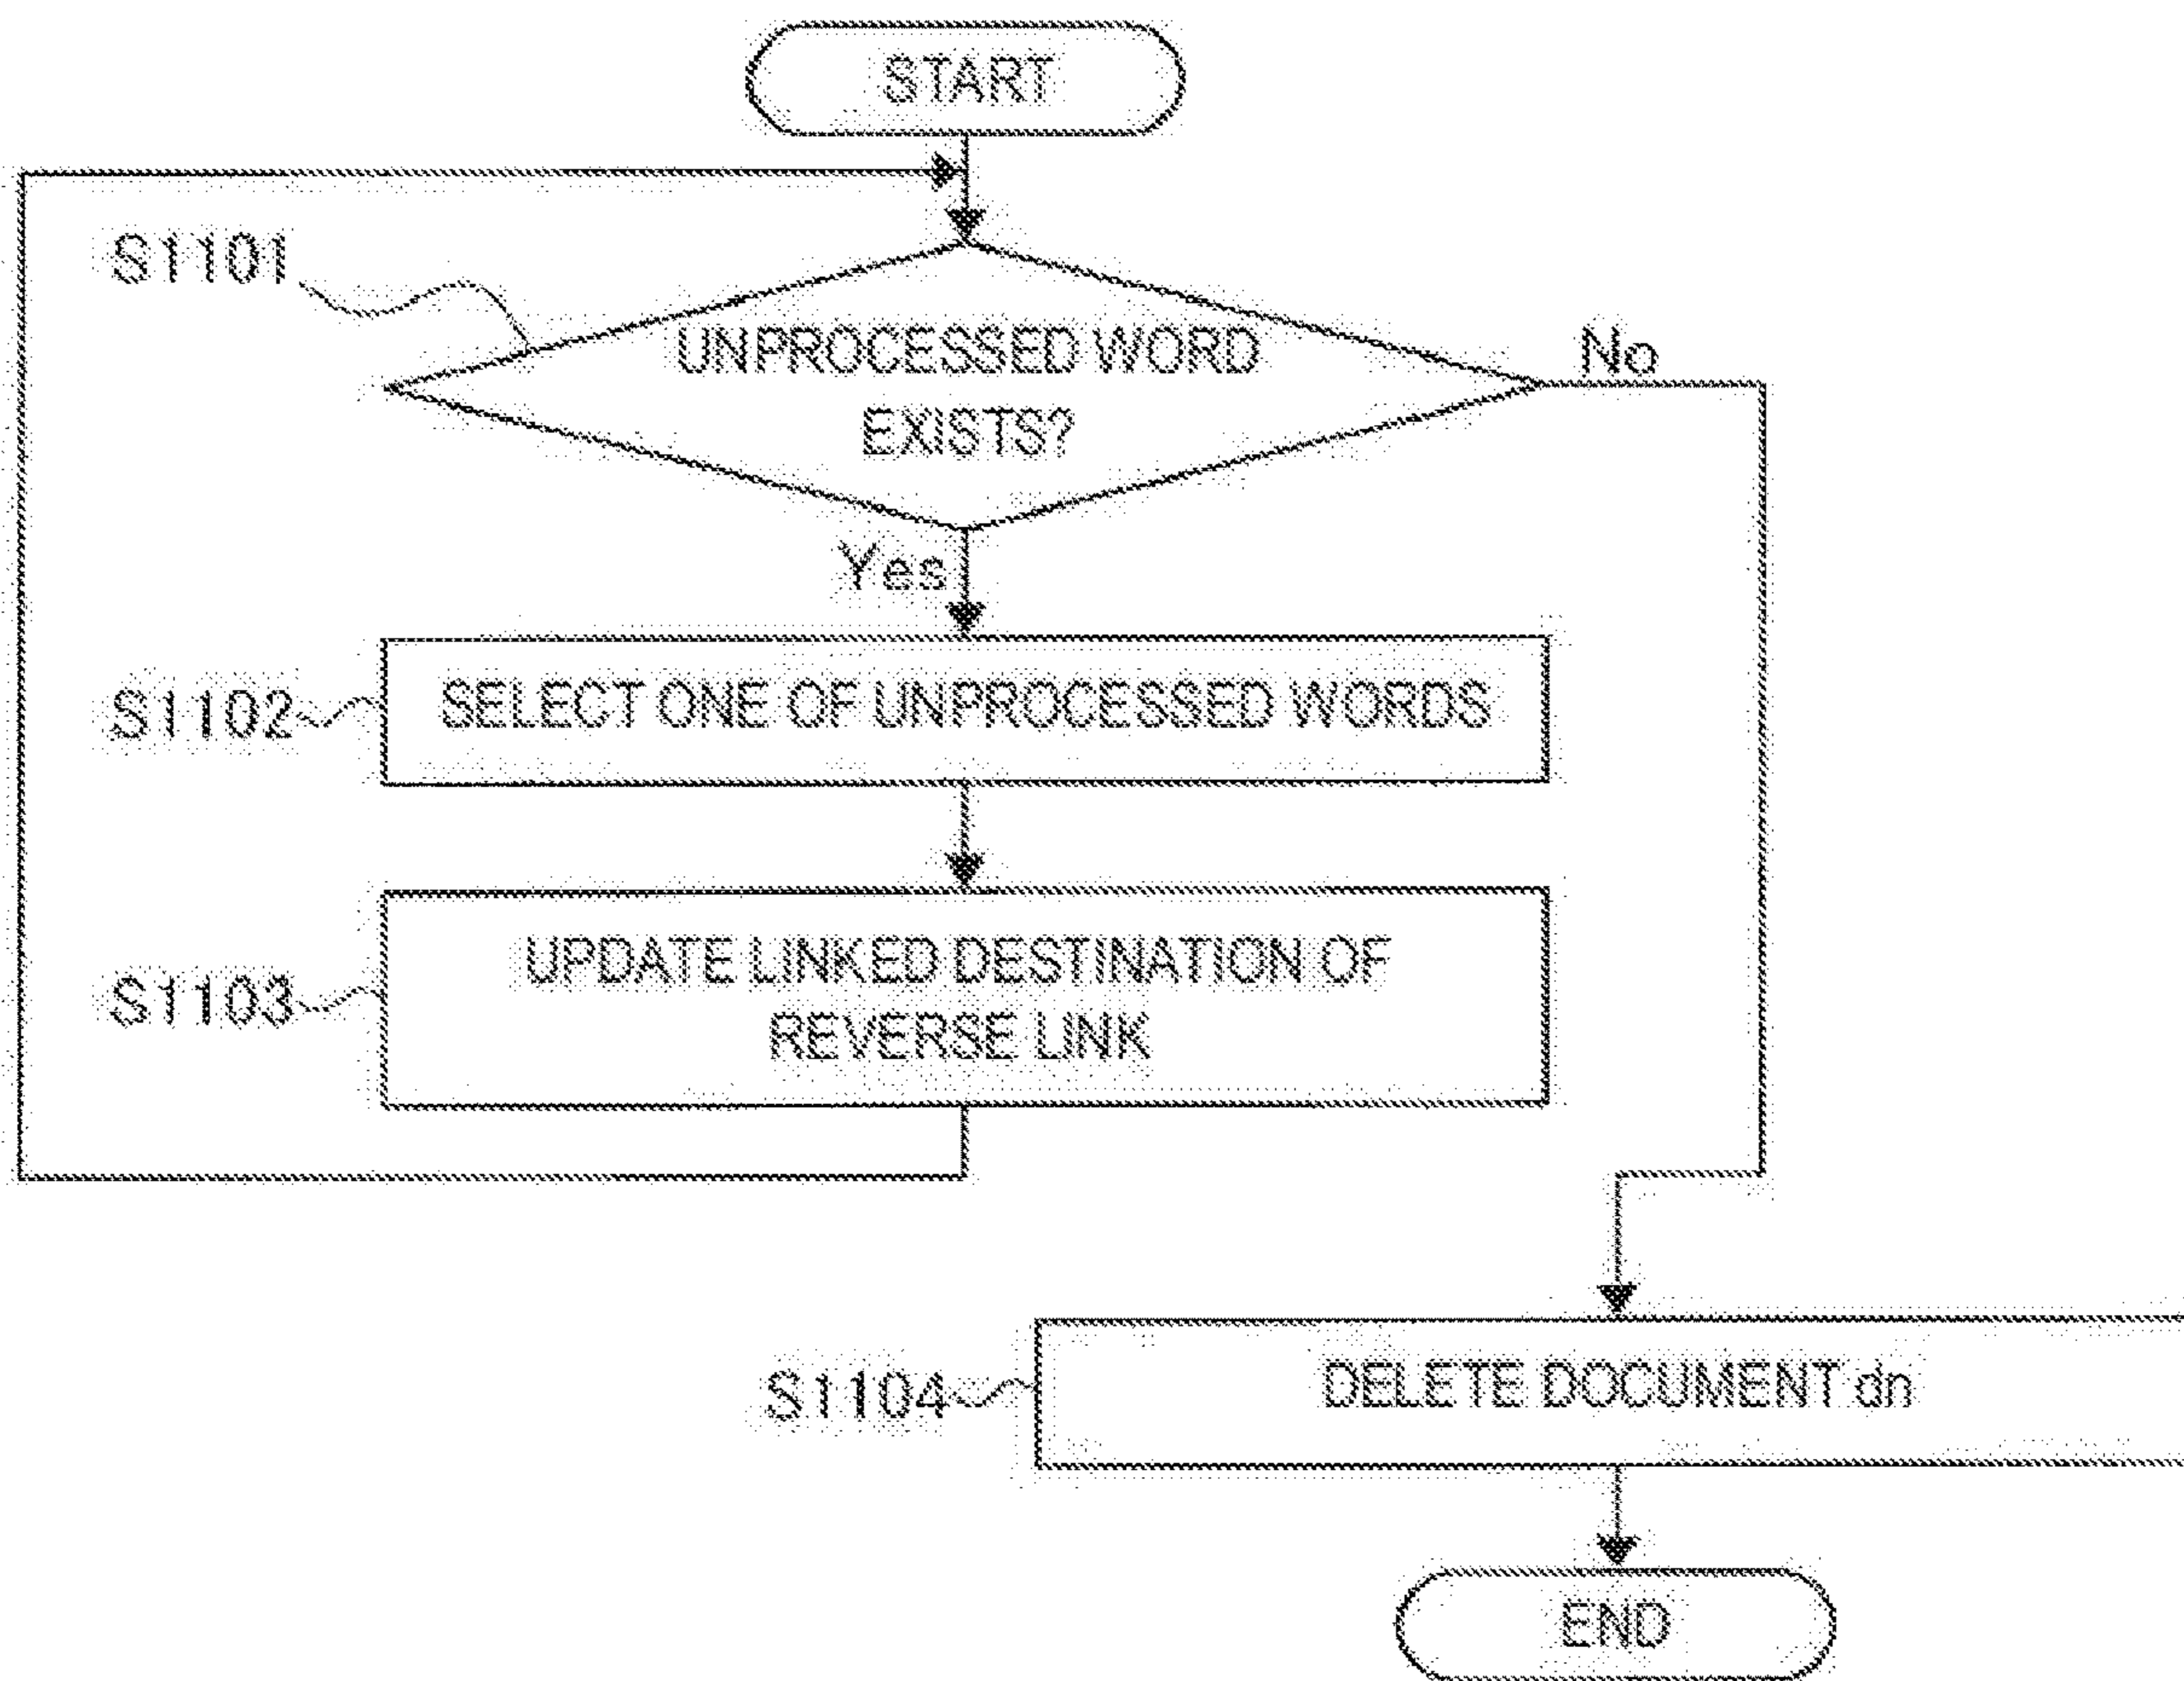 START
S1101
UNPROCESSED WORD
EXISTS?
No
Yes
S1102
SELECT ONE OF UNPROCESSED WORDS
S1103
UPDATE LINKED DESTINATION OF
REVERSE LINK
S1104
DELETE DOCUMENT dn
END